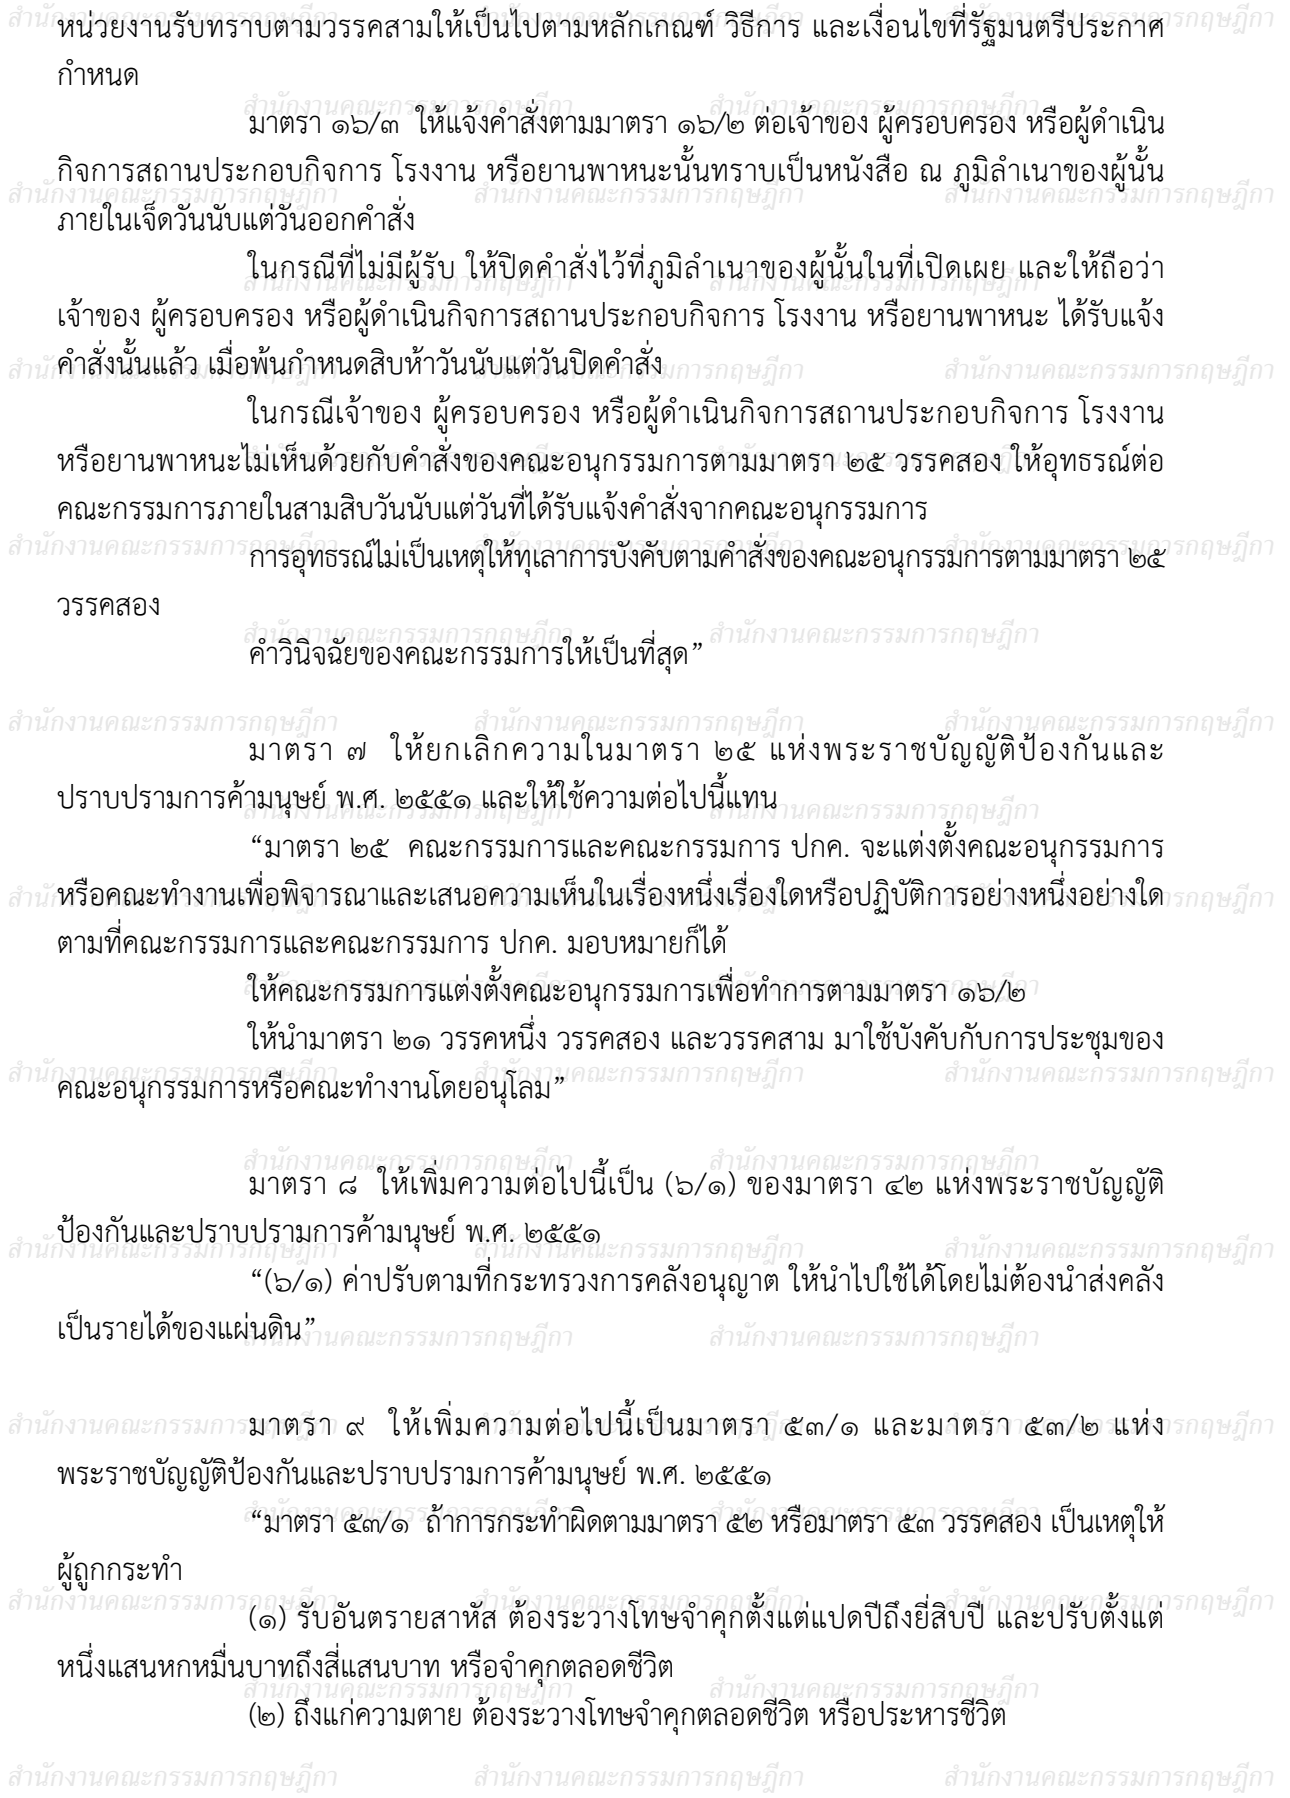 หน่วยงานรับทราบตามวรรคสามให้เป็นไปตามหลักเกณฑ์ วิธีการ และเงื่อนไขที่รัฐมนตรีประกาศ
กำหนด
มาตรา ๑๖/๓ ให้แจ้งคำสั่งตามมาตรา ๑๖/๒ ต่อเจ้าของ ผู้ครอบครอง หรือผู้ดำเนิน
กิจการสถานประกอบกิจการ โรงงาน หรือยานพาหนะนั้นทราบเป็นหนังสือ ณ ภูมิลำเนาของผู้นั้น
ภายในเจ็ดวันนับแต่วันออกคำสั่ง
ในกรณีที่ไม่มีผู้รับ ให้ปิดคำสั่งไว้ที่ภูมิลำเนาของผู้นั้นในที่เปิดเผย และให้ถือว่า
เจ้าของ ผู้ครอบครอง หรือผู้ดำเนินกิจการสถานประกอบกิจการ โรงงาน หรือยานพาหนะ ได้รับแจ้ง
คำสั่งนั้นแล้ว เมื่อพ้นกำหนดสิบห้าวันนับแต่วันปิดคำสั่ง
ในกรณีเจ้าของ ผู้ครอบครอง หรือผู้ดำเนินกิจการสถานประกอบกิจการ โรงงาน
หรือยานพาหนะไม่เห็นด้วยกับคำสั่งของคณะอนุกรรมการตามมาตรา ๒๕ วรรคสอง ให้อุทธรณ์ต่อ
คณะกรรมการภายในสามสิบวันนับแต่วันที่ได้รับแจ้งคำสั่งจากคณะอนุกรรมการ
การอุทธรณ์ไม่เป็นเหตุให้ทุเลาการบังคับตามคำสั่งของคณะอนุกรรมการตามมาตรา ๒๕
วรรคสอง
คำวินิจฉัยของคณะกรรมการให้เป็นที่สุด”
มาตรา ๗ ให้ยกเลิกความในมาตรา ๒๕ แห่งพระราชบัญญัติป้องกันและ
ปราบปรามการค้ามนุษย์ พ.ศ. ๒๕๕๑ และให้ใช้ความต่อไปนี้แทน
“มาตรา ๒๕ คณะกรรมการและคณะกรรมการ ปกค. จะแต่งตั้งคณะอนุกรรมการ
หรือคณะทำงานเพื่อพิจารณาและเสนอความเห็นในเรื่องหนึ่งเรื่องใดหรือปฏิบัติการอย่างหนึ่งอย่างใด
ตามที่คณะกรรมการและคณะกรรมการ ปกค. มอบหมายก็ได้
ให้คณะกรรมการแต่งตั้งคณะอนุกรรมการเพื่อทำการตามมาตรา ๑๖/๒
ให้นำมาตรา ๒๑ วรรคหนึ่ง วรรคสอง และวรรคสาม มาใช้บังคับกับการประชุมของ
คณะอนุกรรมการหรือคณะทำงานโดยอนุโลม”
มาตรา ๘ ให้เพิ่มความต่อไปนี้เป็น (๖/๑) ของมาตรา ๔๒ แห่งพระราชบัญญัติ
ป้องกันและปราบปรามการค้ามนุษย์ พ.ศ. ๒๕๕๑
“(๖/๑) ค่าปรับตามที่กระทรวงการคลังอนุญาต ให้นำไปใช้ได้โดยไม่ต้องนำส่งคลัง
เป็นรายได้ของแผ่นดิน”
มาตรา ๙ ให้เพิ่มความต่อไปนี้เป็นมาตรา ๕๓/๑ และมาตรา ๕๓/๒ แห่ง
พระราชบัญญัติป้องกันและปราบปรามการค้ามนุษย์ พ.ศ. ๒๕๕๑
“มาตรา ๕๓/๑ ถ้าการกระทำผิดตามมาตรา ๕๒ หรือมาตรา ๕๓ วรรคสอง เป็นเหตุให้
ผู้ถูกกระทำ
(๑) รับอันตรายสาหัส ต้องระวางโทษจำคุกตั้งแต่แปดปีถึงยี่สิบปี และปรับตั้งแต่
หนึ่งแสนหกหมื่นบาทถึงสี่แสนบาท หรือจำคุกตลอดชีวิต
(๒) ถึงแก่ความตาย ต้องระวางโทษจำคุกตลอดชีวิต หรือประหารชีวิต
สำนักงานคณะกรรมการกฤษฎีกา สำนักงานคณะกรรมการกฤษฎีกา สำนักงานคณะกรรมการกฤษฎีกา